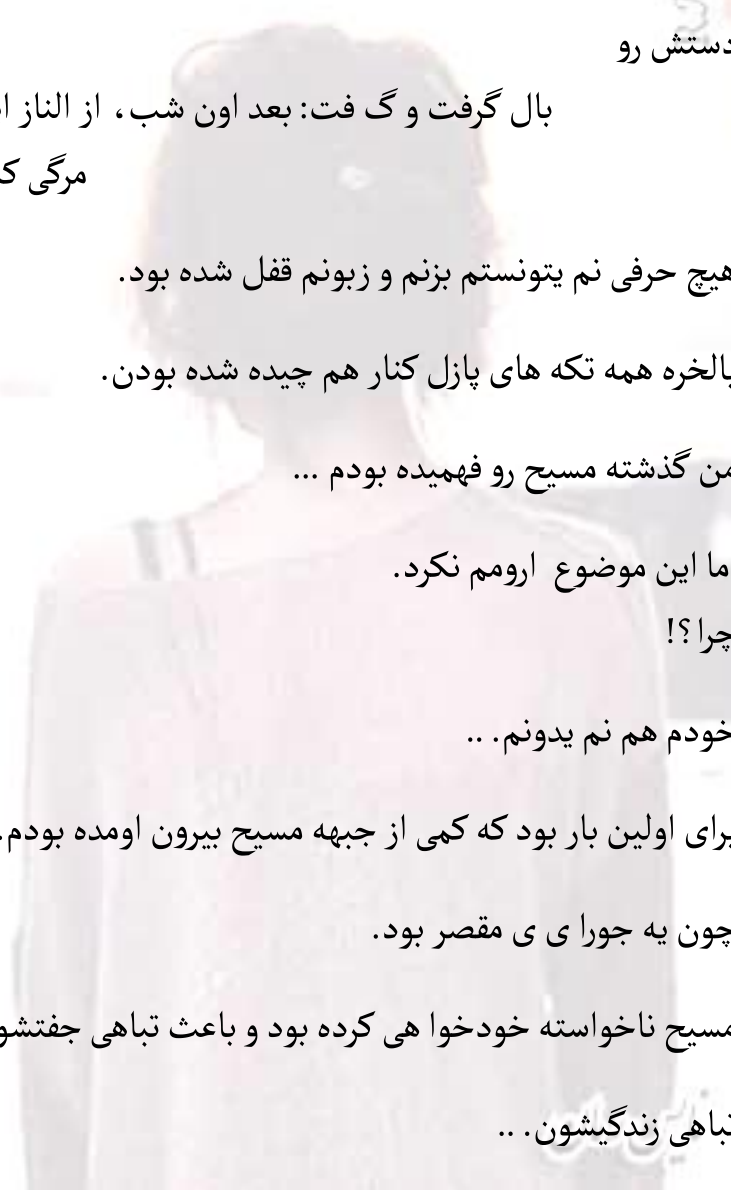 دستش رو
بال گرفت و گ فت: بعد اون شب، از الناز
مرگی
هیچ حرفی نم یتونستم بزنم و زبونم قفل شده بود.
بالخره همه تکه های پازل کنار هم چیده شده بودن.
من گذشته مسیح رو فهمیده بودم ...
ما این موضوع ارومم نکرد.
چرا؟!
خودم هم نم یدونم. ..
برای اولین بار بود که کمی از جبهه مسیح بیرون اومده بودم.
چون یه جورا ی ی مقصر بود.
مسیح ناخواسته خودخوا هی کرده بود و باعث تباهی جفتشو
تباهی زندگیشون. ..